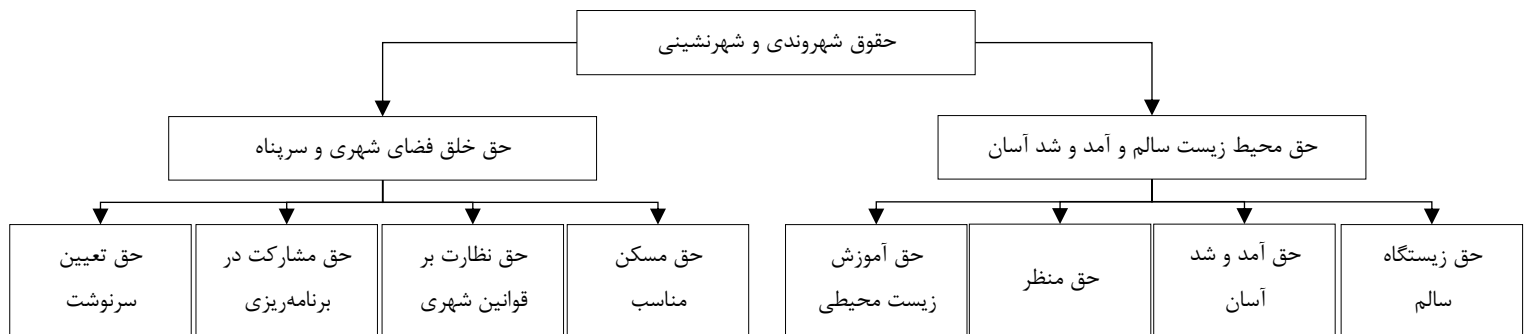 حقوق شهروندی و شهرنشینی
حق محیط زیست سالم و آمد و شد آسان
حق خلق فضای شهری و سرپناه
حق زیستگاه
سالم
حق آمد و شد
آسان
حق منظر
حق آموزش
زیست محیطی
حق مسکن
مناسب
حق نظارت بر
قوانین شهری
حق مشارکت در
برنامه‌ریزی
حق تعیین
سرنوشت